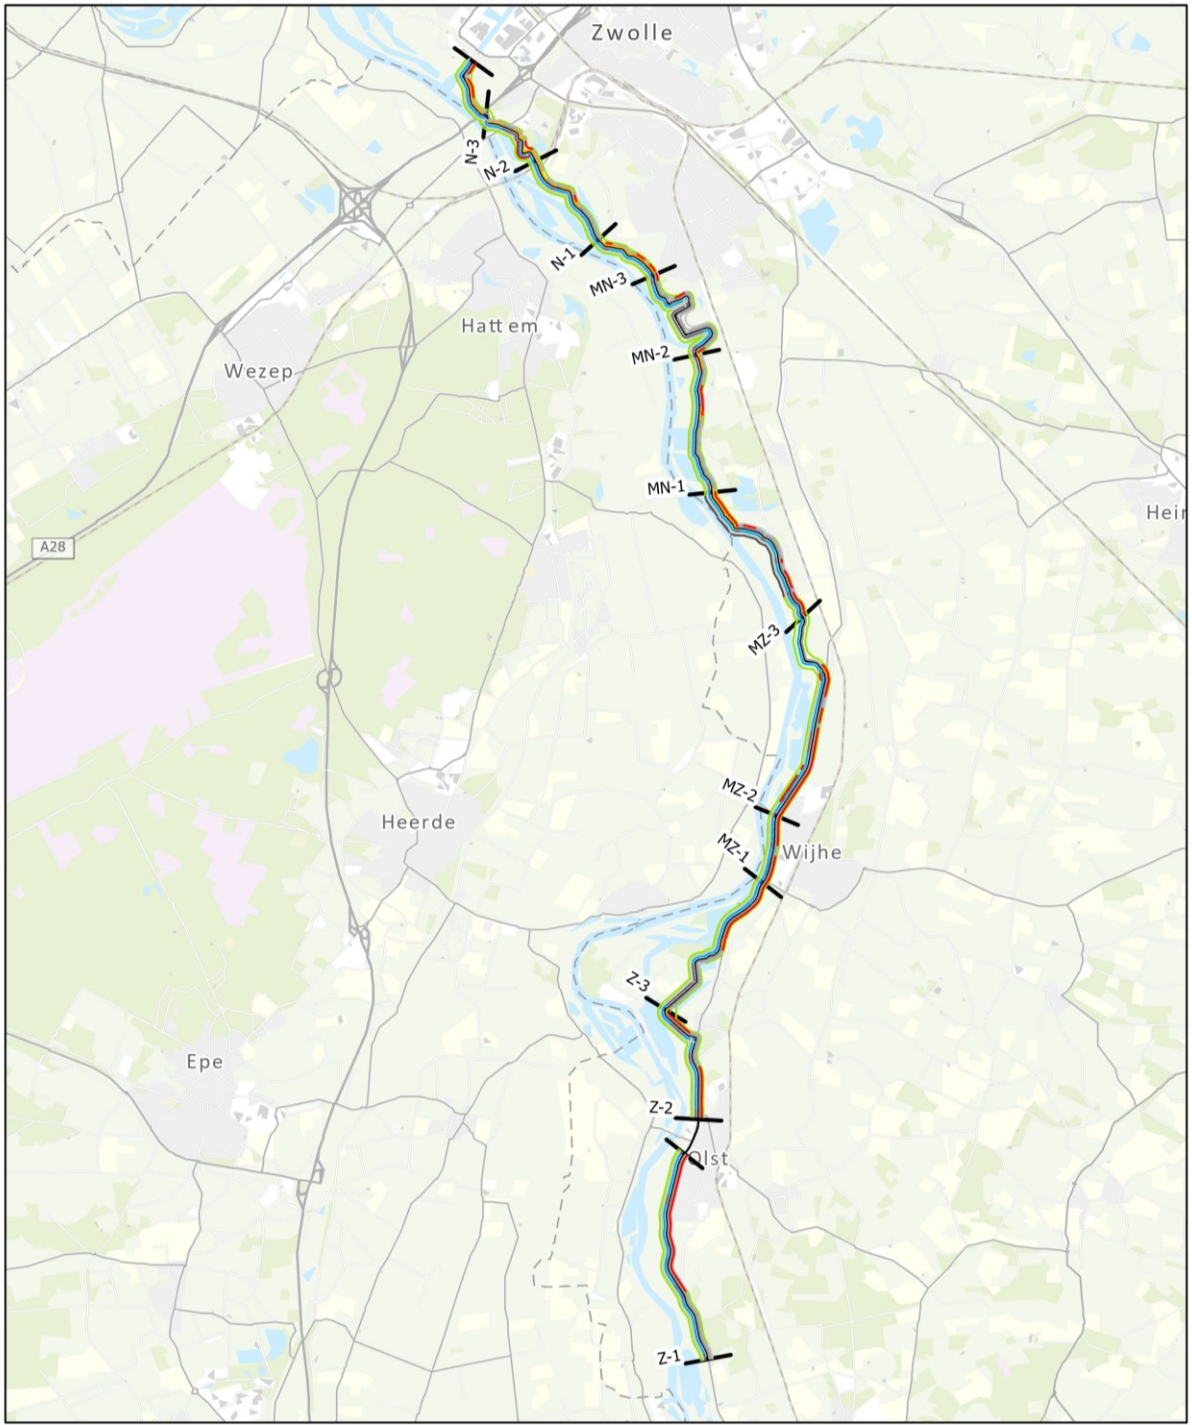 Zwolle
N-3
N-2
N-1
MN-3
Hattem
MN-2
Wezep
MN-1
Hein
A28
MZ-3
MZ-2
Heerde
MZ-1
Wijhe
Z-3
Epe
Z-2
Olst
Z-1